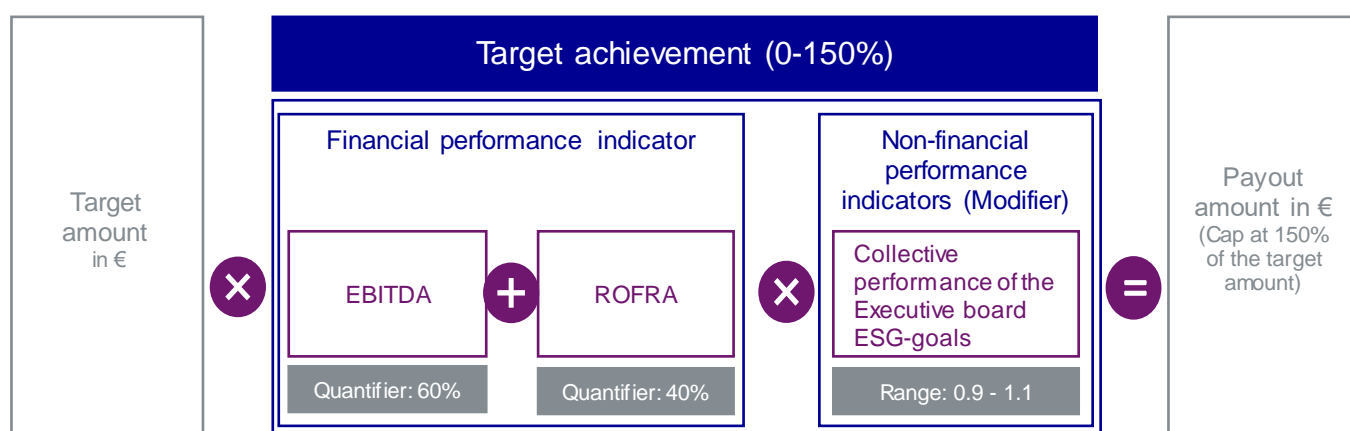 Target achievement (0-150%)
Target
amount
in €
Financial performance indicator
EBITDA
+
ROFRA
Quantifier: 60%
Quantifier: 40%
×
×
Non-financial
performance
indicators (Modifier)
Collective
performance of the
Executive board
ESG-goals
Range: 0.9 - 1.1
=
Payout
amount in €
(Cap at 150%
of the target
amount)